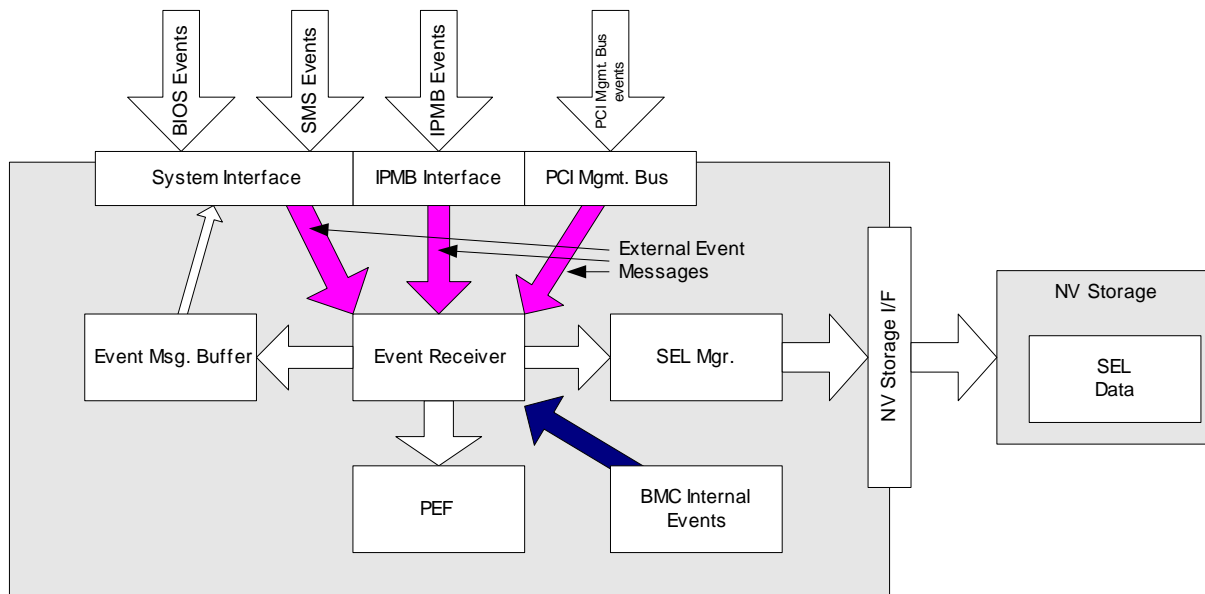 BIOS Events
SMS Events
IPMB Events
PCI Mgmt. Bus
events
System Interface
IPMB Interface
PCI Mgmt. Bus
External Event
Messages
Event Msg. Buffer
Event Receiver
SEL Mgr.
NV Storage I/F
NV Storage
SEL
Data
PEF
BMC Internal
Events